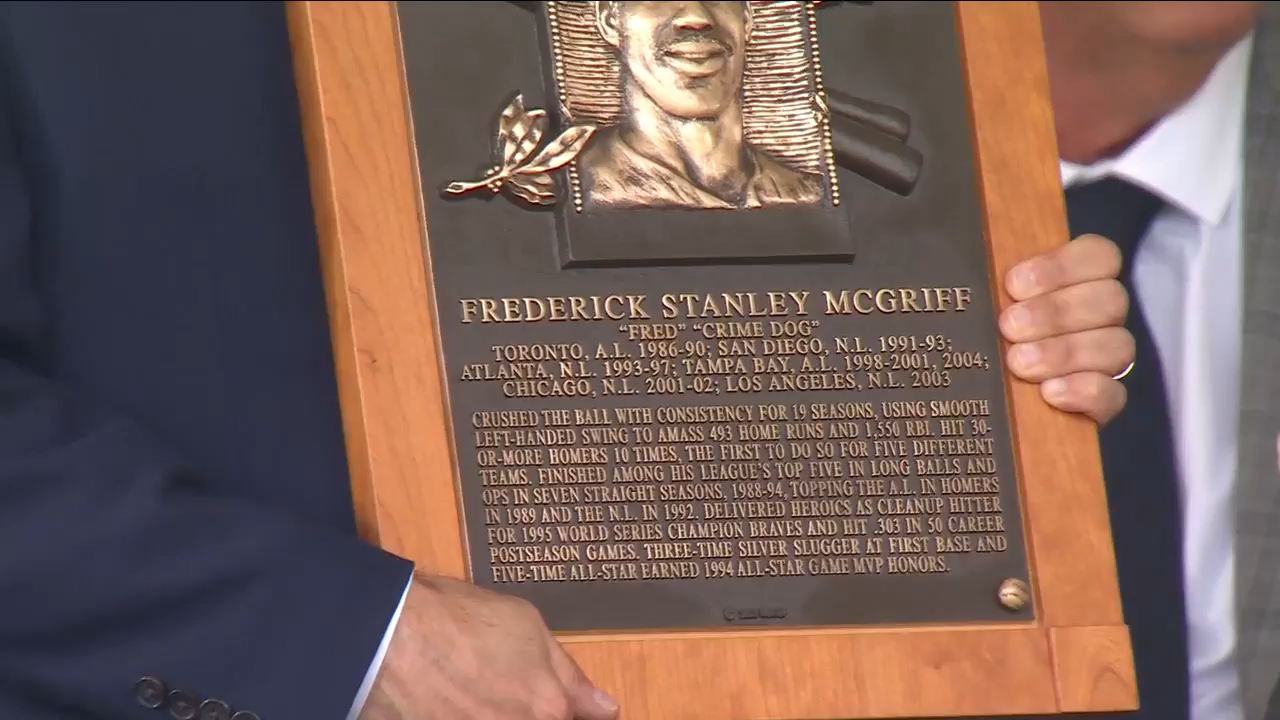 FREDERICK STANLEY MCGRIFF
“FRED” “CRIME DOG”
TORONTO, A.L. 1986-90; SAN DIEGO, N.L. 1991-93;
ATLANTA, N.L. 1993-97; TAMPA BAY, A.L. 1998-2001, 2004;
CHICAGO, N.L. 2001-02; LOS ANGELES, N.L. 2003
CRUSHED THE BALL WITH CONSISTENCY FOR 19 SEASONS, USING SMOOTH
LEFT-HANDED SWING TO AMASS 493 HOME RUNS AND 1,550 RBI. HIT 30-
OR-MORE HOMERS 10 TIMES, THE FIRST TO DO SO FOR FIVE DIFFERENT
TEAMS. FINISHED AMONG HIS LEAGUE'S TOP FIVE IN LONG BALLS AND
OPS IN SEVEN STRAIGHT SEASONS, 1988-94, TOPPING THE A.L. IN HOMERS
IN 1989 AND THE N.L. IN 1992. DELIVERED HEROICS AS CLEANUP HITTER
FOR 1995 WORLD SERIES CHAMPION BRAVES AND HIT .303 IN 50 CAREER
POSTSEASON GAMES. THREE-TIME SILVER SLUGGER AT FIRST BASE AND
FIVE-TIME ALL-STAR EARNED 1994 ALL-STAR GAME MVP HONORS.